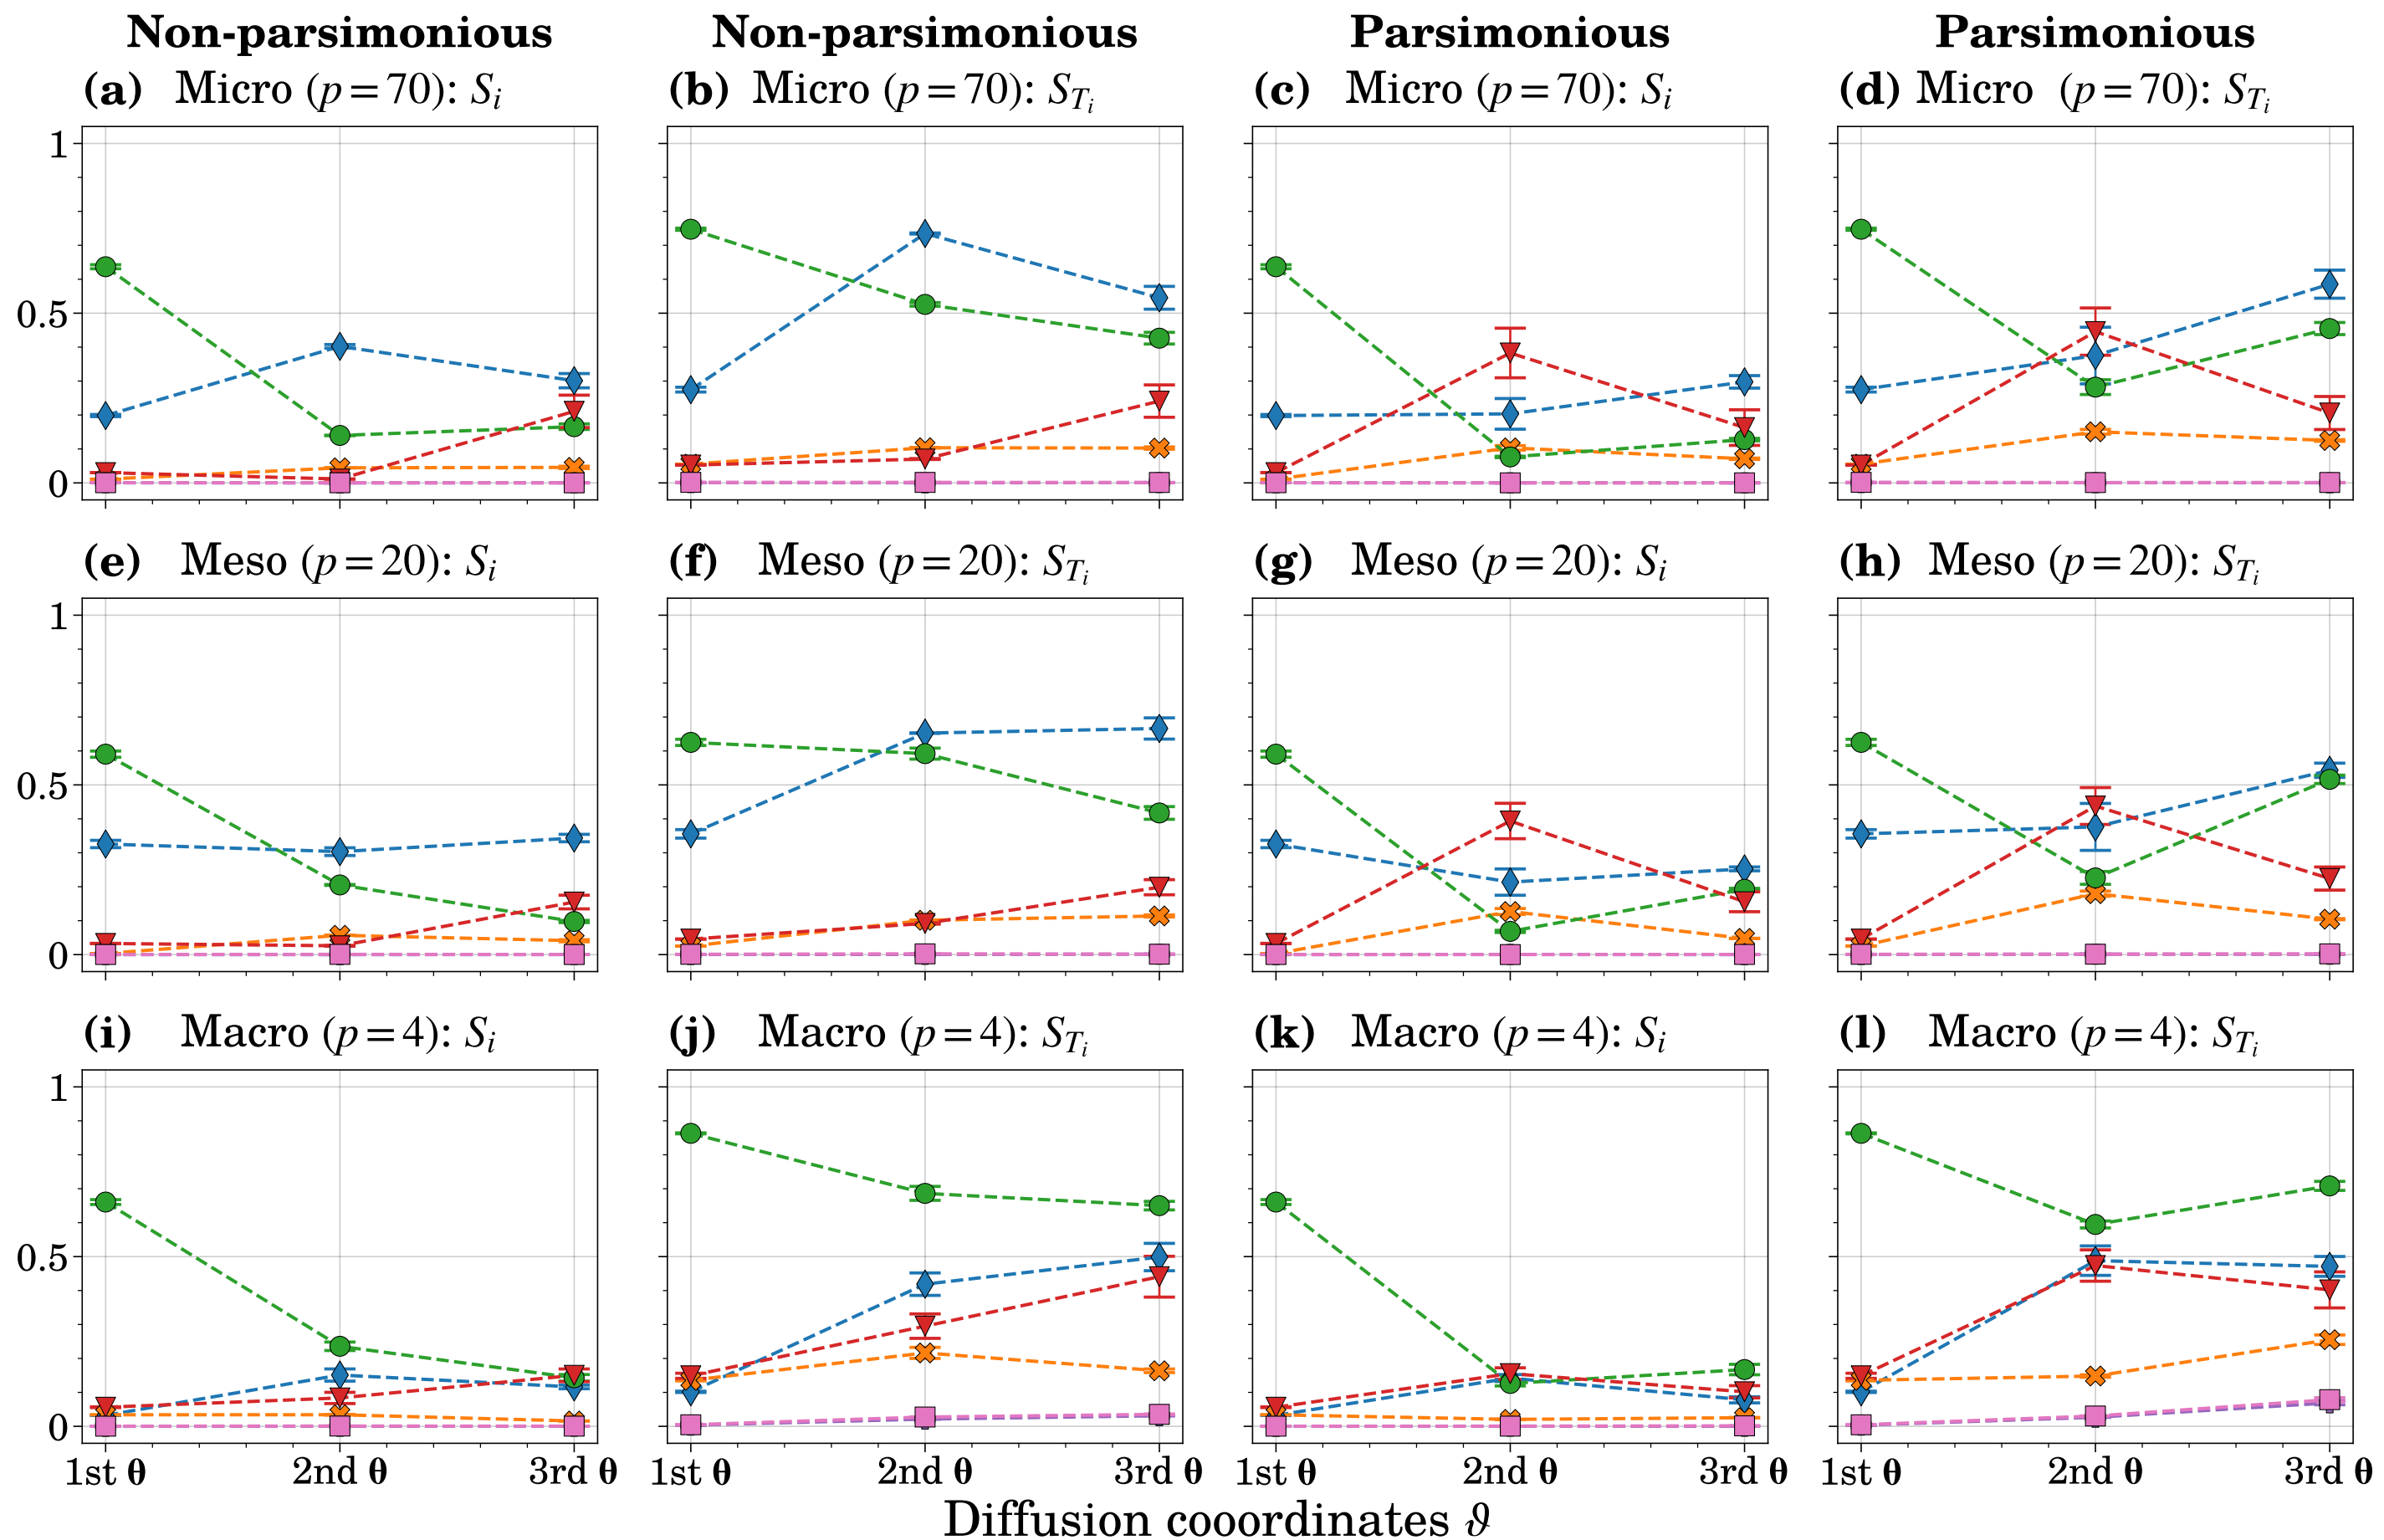 Non-parsimonious Non-parsimonious Parsimonious Parsimonious
(a) Micro (p = 70): S_i (b) Micro (p = 70): S_{T_i} (c) Micro (p = 70): S_i (d) Micro (p = 70): S_{T_i}
1
0.5
0
(e) Meso (p = 20): S_i (f) Meso (p = 20): S_{T_i} (g) Meso (p = 20): S_i (h) Meso (p = 20): S_{T_i}
1
0.5
0
(i) Macro (p = 4): S_i (j) Macro (p = 4): S_{T_i} (k) Macro (p = 4): S_i (l) Macro (p = 4): S_{T_i}
1
0.5
0
1st θ 2nd θ 3rd θ 1st θ 2nd θ 3rd θ 1st θ 2nd θ 3rd θ 1st θ 2nd θ 3rd θ
Diffusion cooordinates ϑ